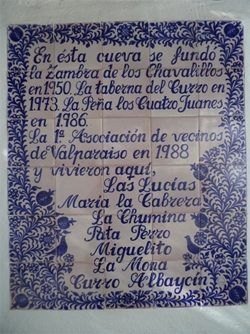 En ésta cueva se fundó
la Zambra de los Chavalillos
en 1950. La taberna del Curro en
1973. La Peña los Cuatro Juanes
en 1986.
La 1ª Asociación de vecinos
de Valparaiso en 1988
y vivieron aquí,
Las Lucías
María la Cabrera
La Chumina
Pata Perro
Miguelito
La Mona
Curro Albaycín